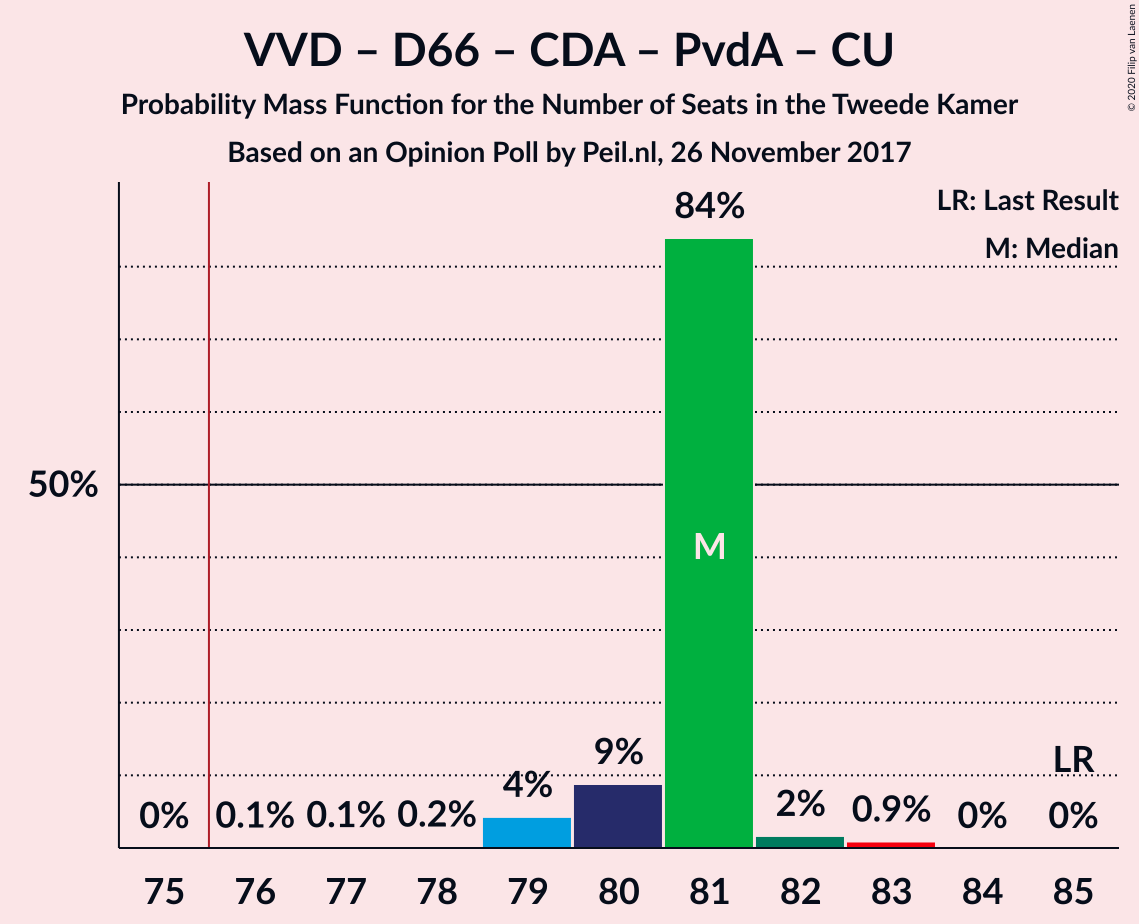 VVD – D66 – CDA – PvdA – CU
Probability Mass Function for the Number of Seats in the Tweede Kamer
Based on an Opinion Poll by Peil.nl, 26 November 2017
© 2020 Filip van Laenen
LR: Last Result
M: Median
50%
0% 0.1% 0.1% 0.2% 4% 9% 84% 2% 0.9% 0% 0%
M
LR
75 76 77 78 79 80 81 82 83 84 85